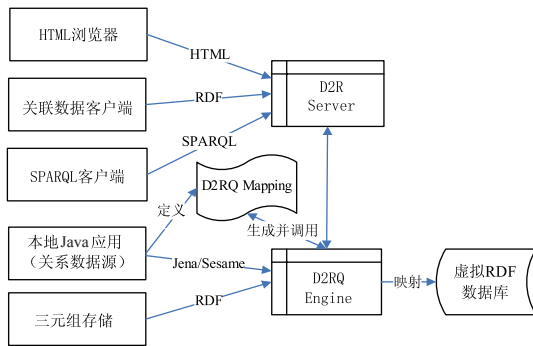 HTML浏览器
HTML
D2R
Server
关联数据客户端
RDF
SPARQL
SPARQL客户端
D2RQ Mapping
定义
生成并调用
本地Java应用
（关系数据源）
Jena/Sesame
D2RQ
Engine
映射
虚拟RDF
数据库
三元组存储
RDF